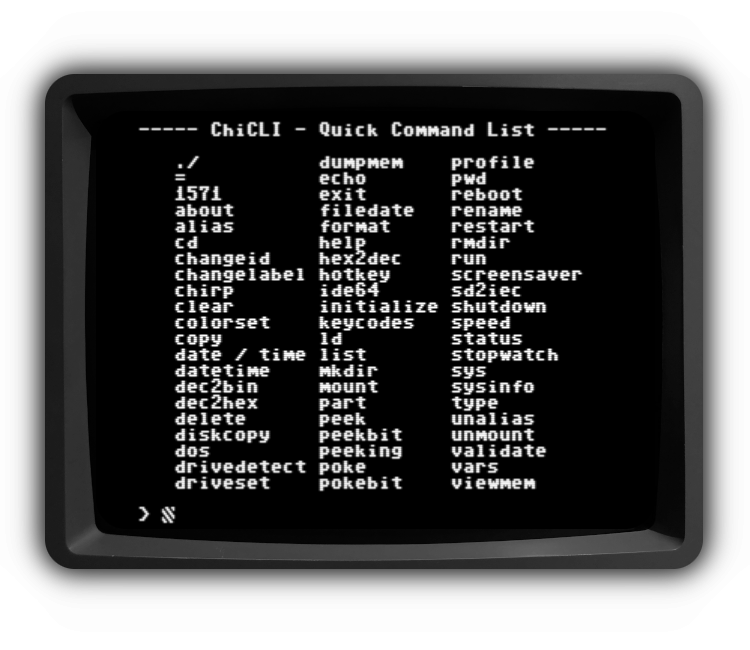 ----- ChiCLI - Quick Command List -----
./ dumpmem profile
= echo pwd
1571 exit reboot
about filedate rename
alias format restart
cd help rmdir
changeid hex2dec run
changelabel hotkey screensaver
chirp ide64 sd2iec
clear initialize shutdown
colorset keycodes speed
copy ld status
date / time list stopwatch
datetime mkdir sys
dec2bin mount sysinfo
dec2hex part type
delete peek unalias
diskcopy peekbit unmount
dos peeking validate
drivedetect poke vars
driveset pokebit viewmem
>